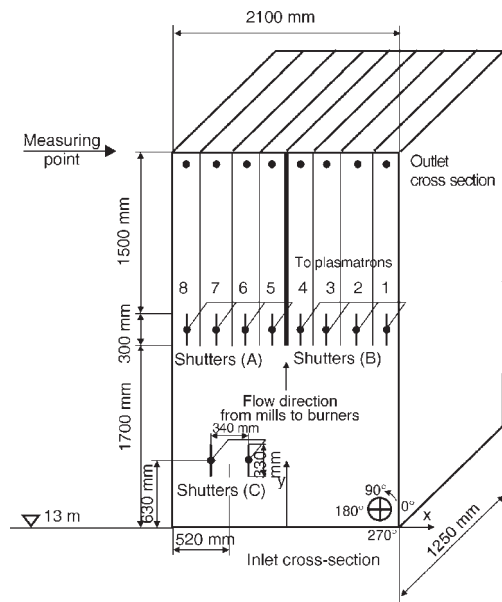 2100 mm
Measuring
point
Outlet
cross section
1500 mm
To plasmatrons
8 7 6 5 4 3 2 1
300 mm
Shutters (A) Shutters (B)
1700 mm
Flow direction
from mills to burners
340 mm
330 mm
Shutters (C)
y
630 mm
90°
180° 0°
270°
x
13 m
520 mm
Inlet cross-section
1250 mm